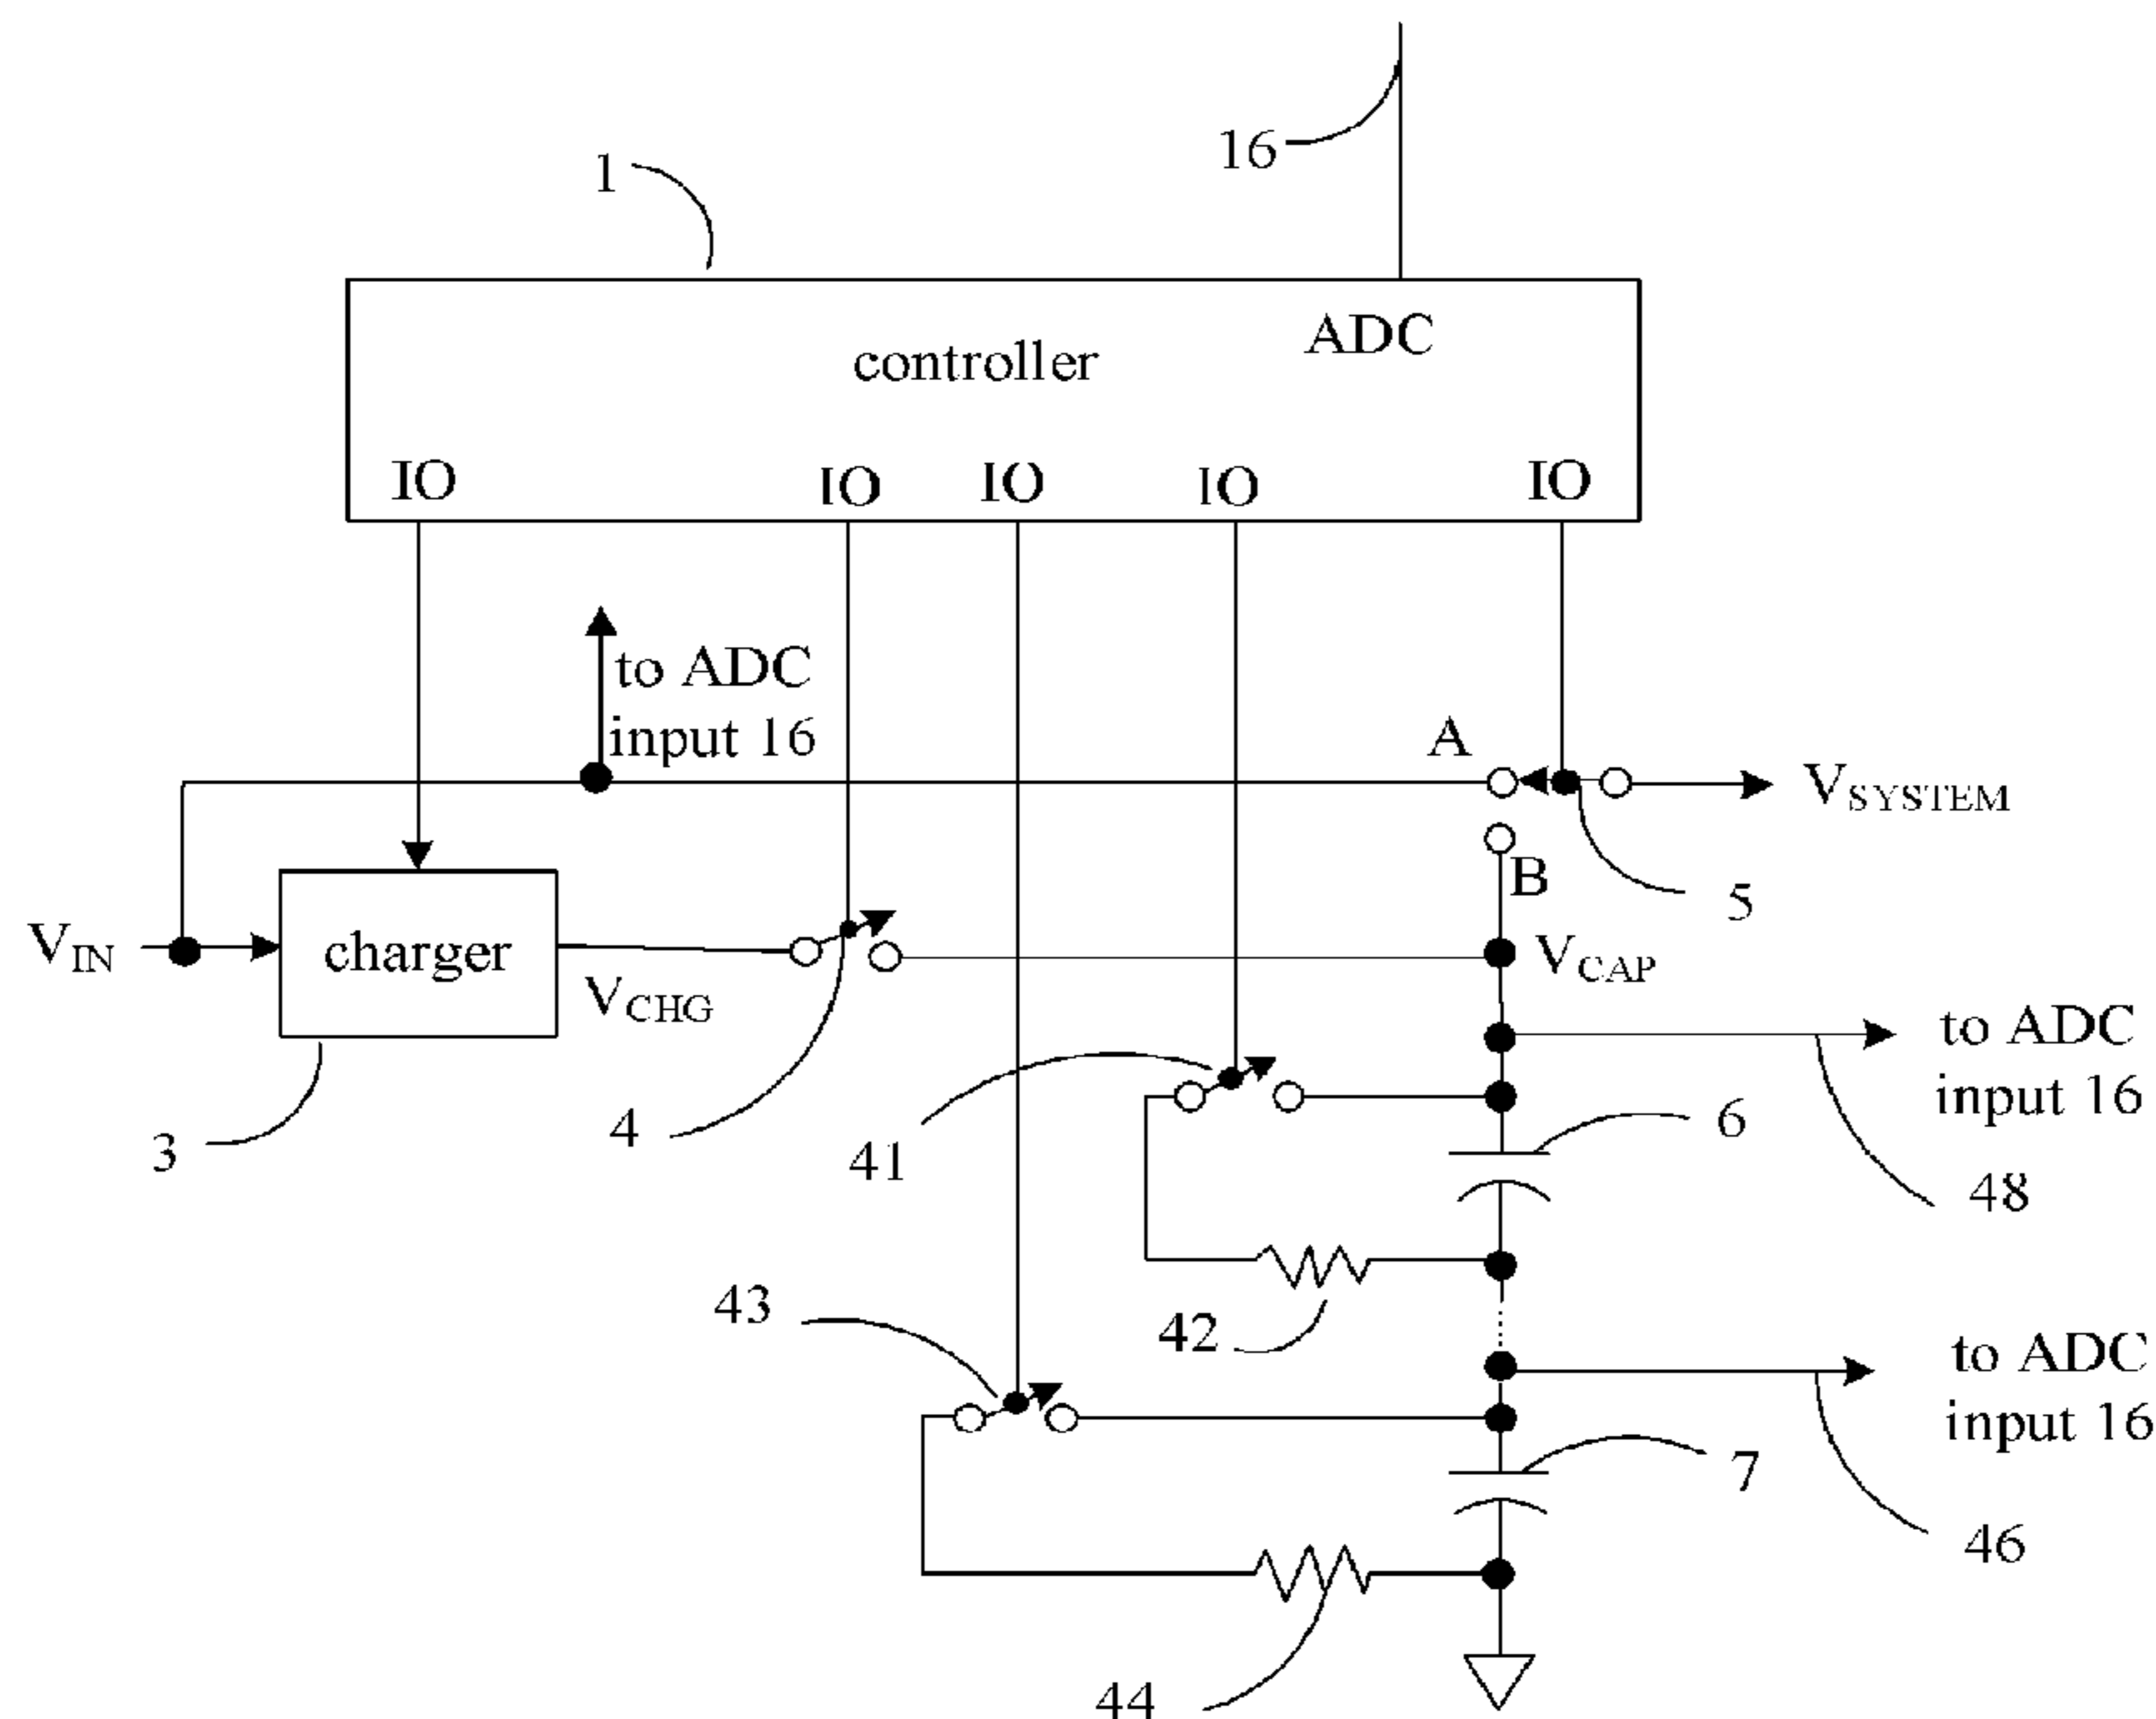 16
1
ADC
controller
IO IO IO IO IO
to ADC
input 16
A
VSYSTEM
B
5
VIN
charger
VCHG
VCAP
to ADC
input 16
3
4
41
6
48
43
42
to ADC
input 16
7
46
44